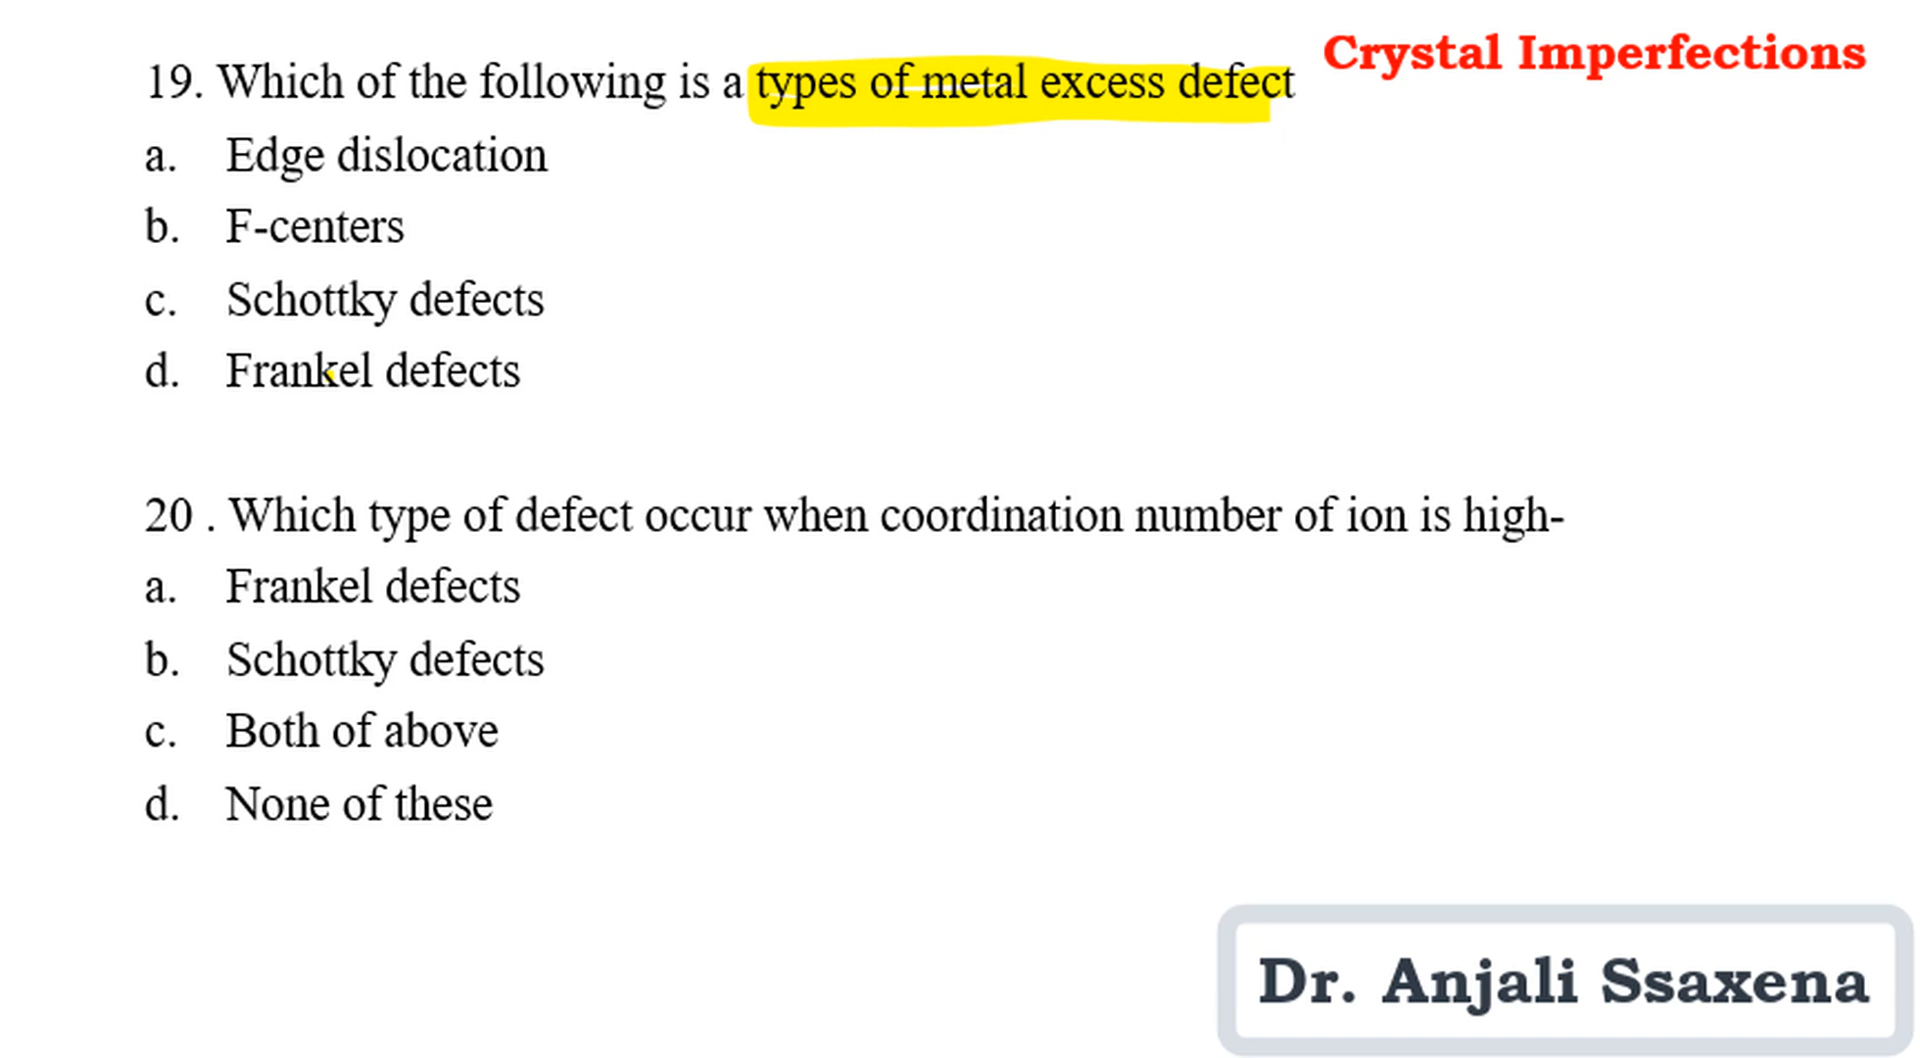 Crystal Imperfections
19. Which of the following is a types of metal excess defect
a. Edge dislocation
b. F-centers
c. Schottky defects
d. Frankel defects
20 . Which type of defect occur when coordination number of ion is high-
a. Frankel defects
b. Schottky defects
c. Both of above
d. None of these
Dr. Anjali Ssaxena